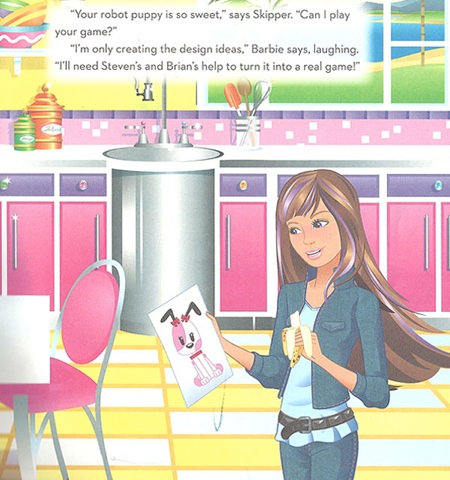 “Your robot puppy is so sweet,” says Skipper. “Can I play
your game?”
“I’m only creating the design ideas,” Barbie says, laughing.
“I’ll need Steven’s and Brian’s help to turn it into a real game!”